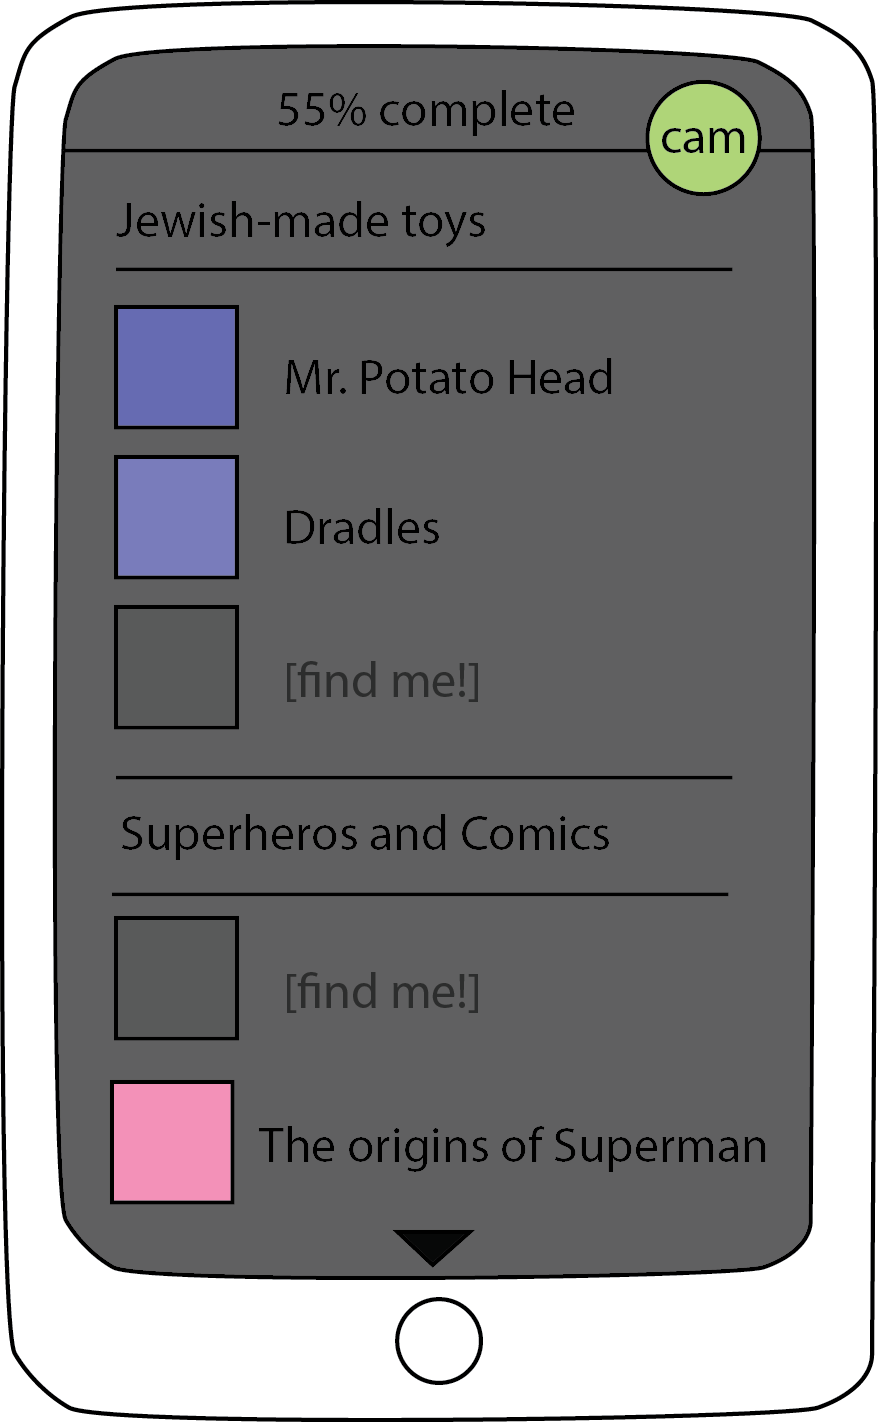 55% complete
cam
Jewish-made toys
Mr. Potato Head
Dradles
[find me!]
Superheros and Comics
[find me!]
The origins of Superman